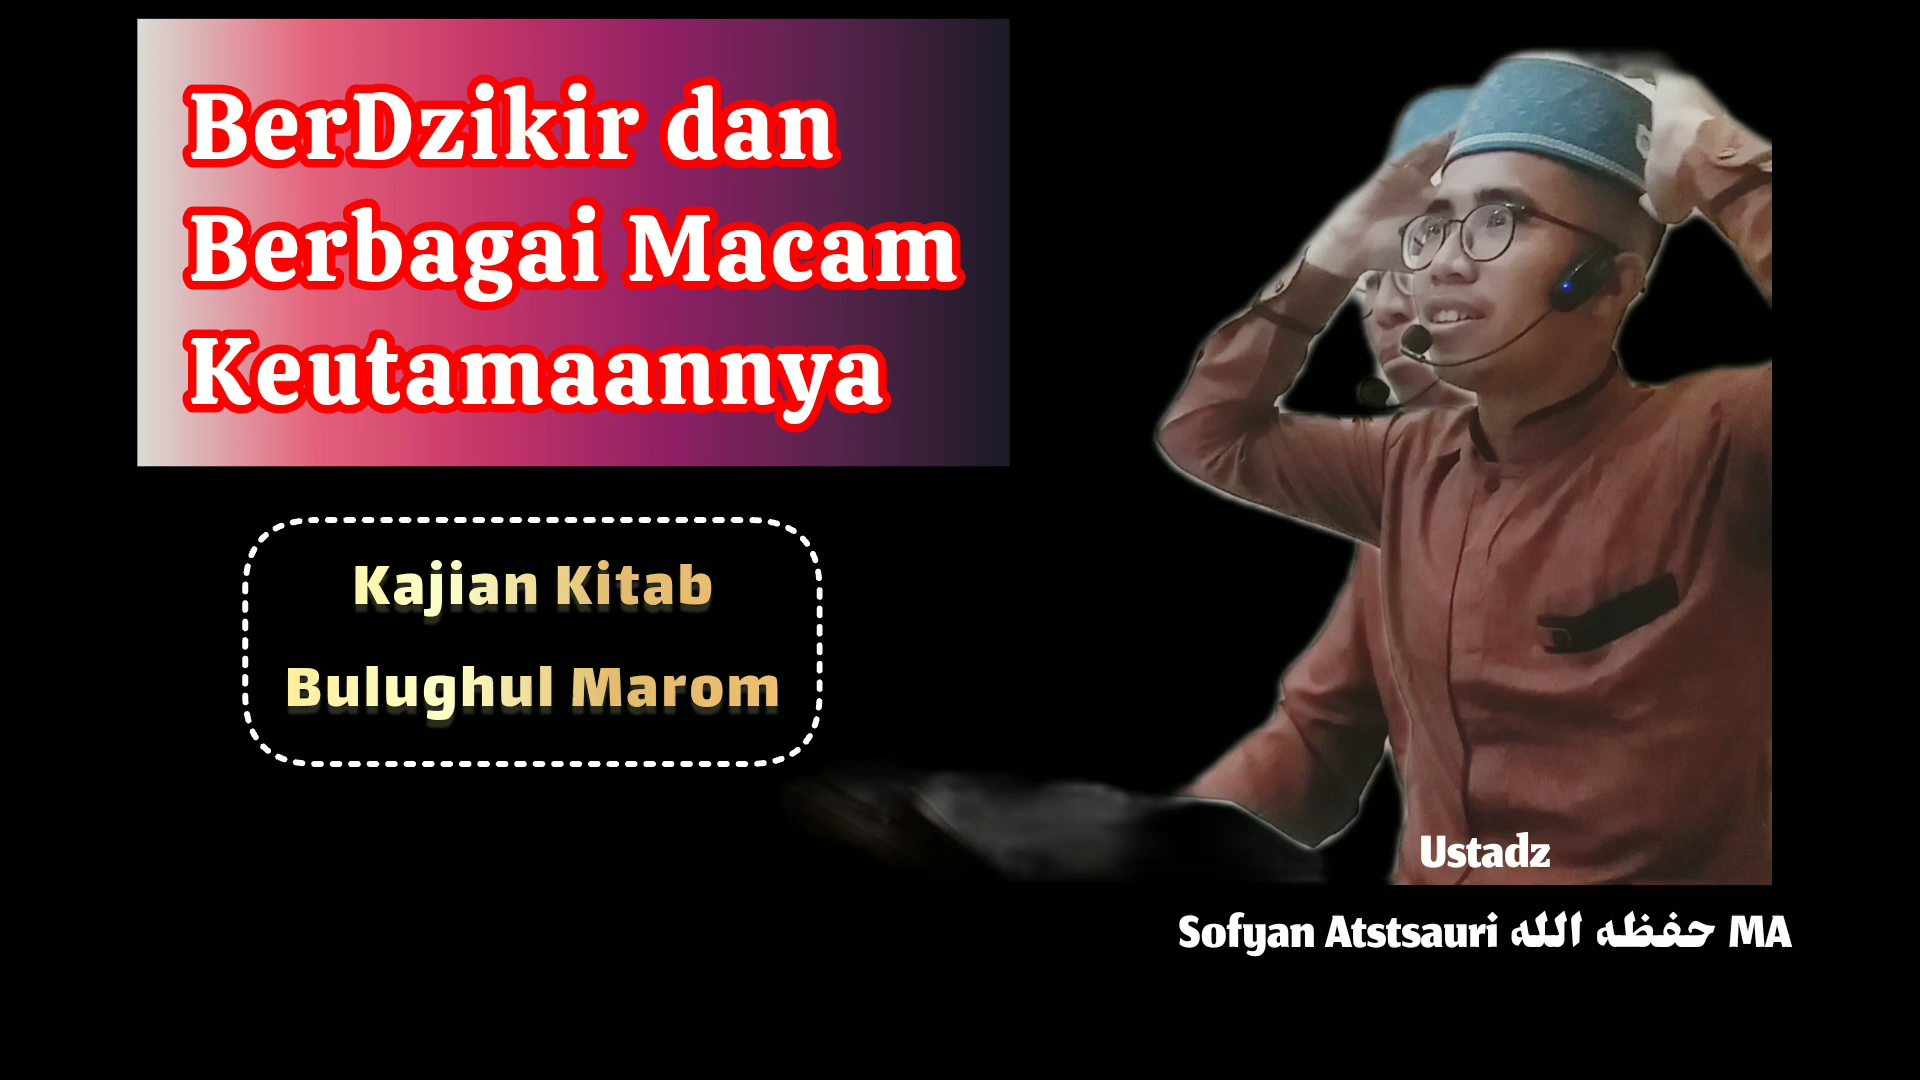 BerDzikir dan
Berbagai Macam
Keutamaannya
Kajian Kitab
Bulughul Marom
Ustadz
Sofyan Atstsauri حفظه الله MA